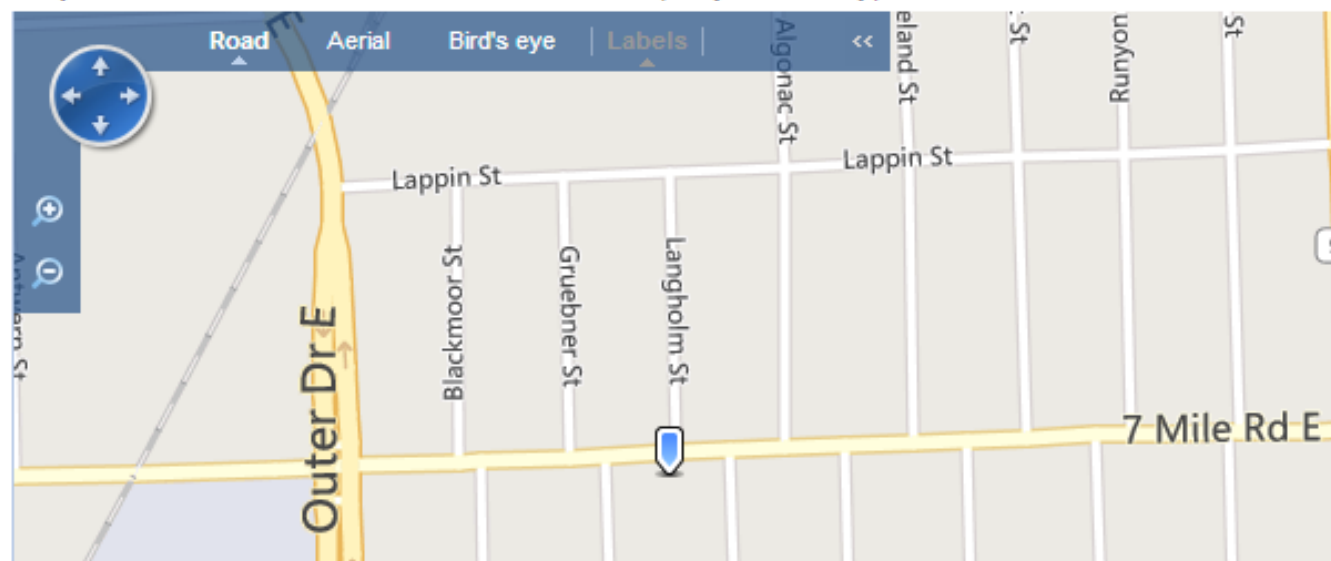 Road Aerial Bird's eye Labels <<
E
Algonac St
eland St
St
Runyon
St
Lappin St
Lappin St
Blackmoor St
Gruebner St
Langholm St
Outer Dr E
7 Mile Rd E
St